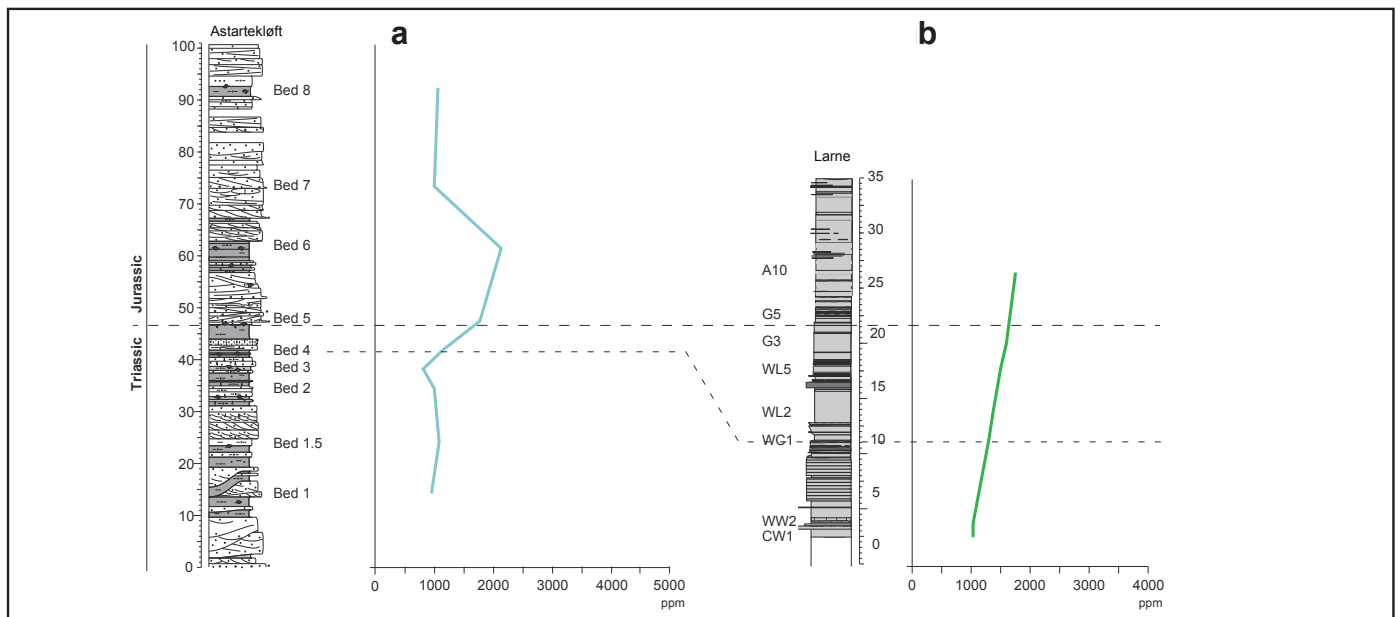 Astartekløft
a
b
100
90
80
70
60
50
40
30
20
10
0
Jurassic
Triassic
Bed 8
Bed 7
Bed 6
Bed 5
Bed 4
Bed 3
Bed 2
Bed 1.5
Bed 1
0 1000 2000 3000 4000 5000
ppm
Larne
A10
G5
G3
WL5
WL2
WC1
WW2
CW1
35
30
25
20
15
10
5
0
0 1000 2000 3000 4000
ppm